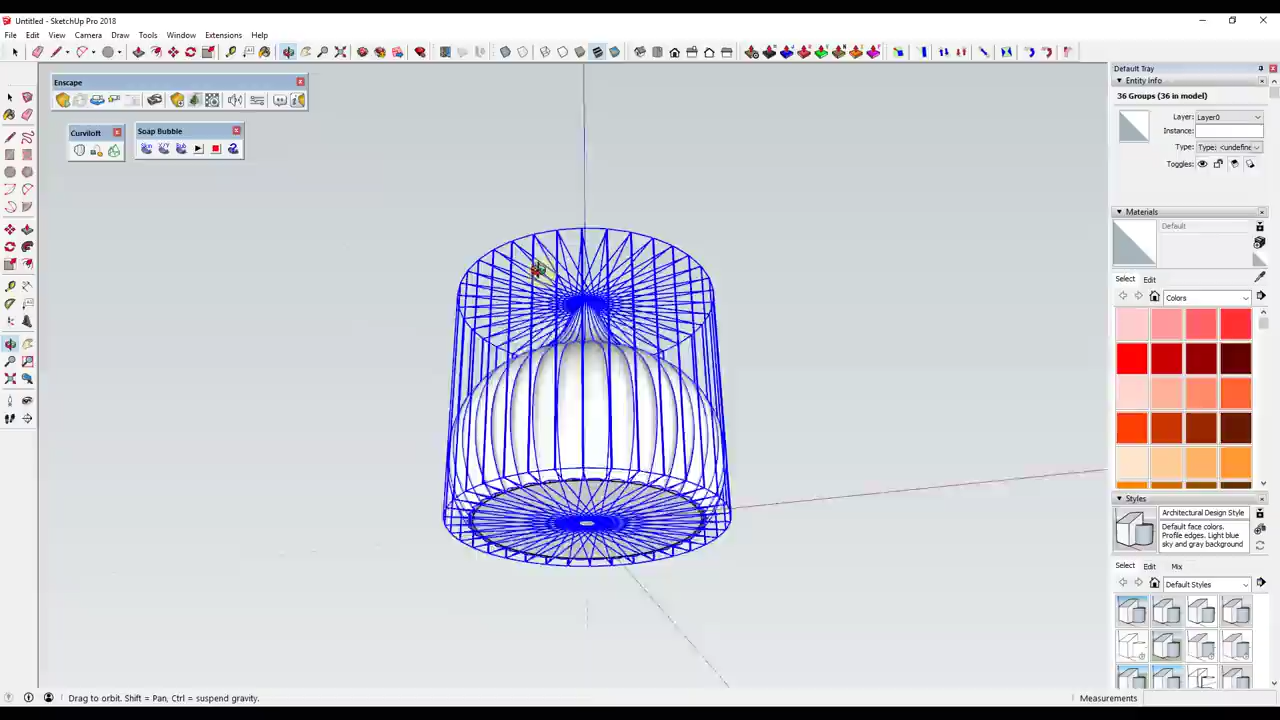 Untitled - SketchUp Pro 2018
File Edit View Camera Draw Tools Window Extensions Help
Default Tray
Entity Info
36 Groups (36 in model)
Layer: Layer0
Instance:
Type: Type: <undefine
Toggles:
Enscape
Curviloft
Soap Bubble
Materials
Default
Select Edit
Colors
Styles
Architectural Design Style
Default face colors.
Profile edges. Light blue
sky and gray background
Select Edit Mix
Default Styles
Drag to orbit. Shift = Pan, Ctrl = suspend gravity.
Measurements